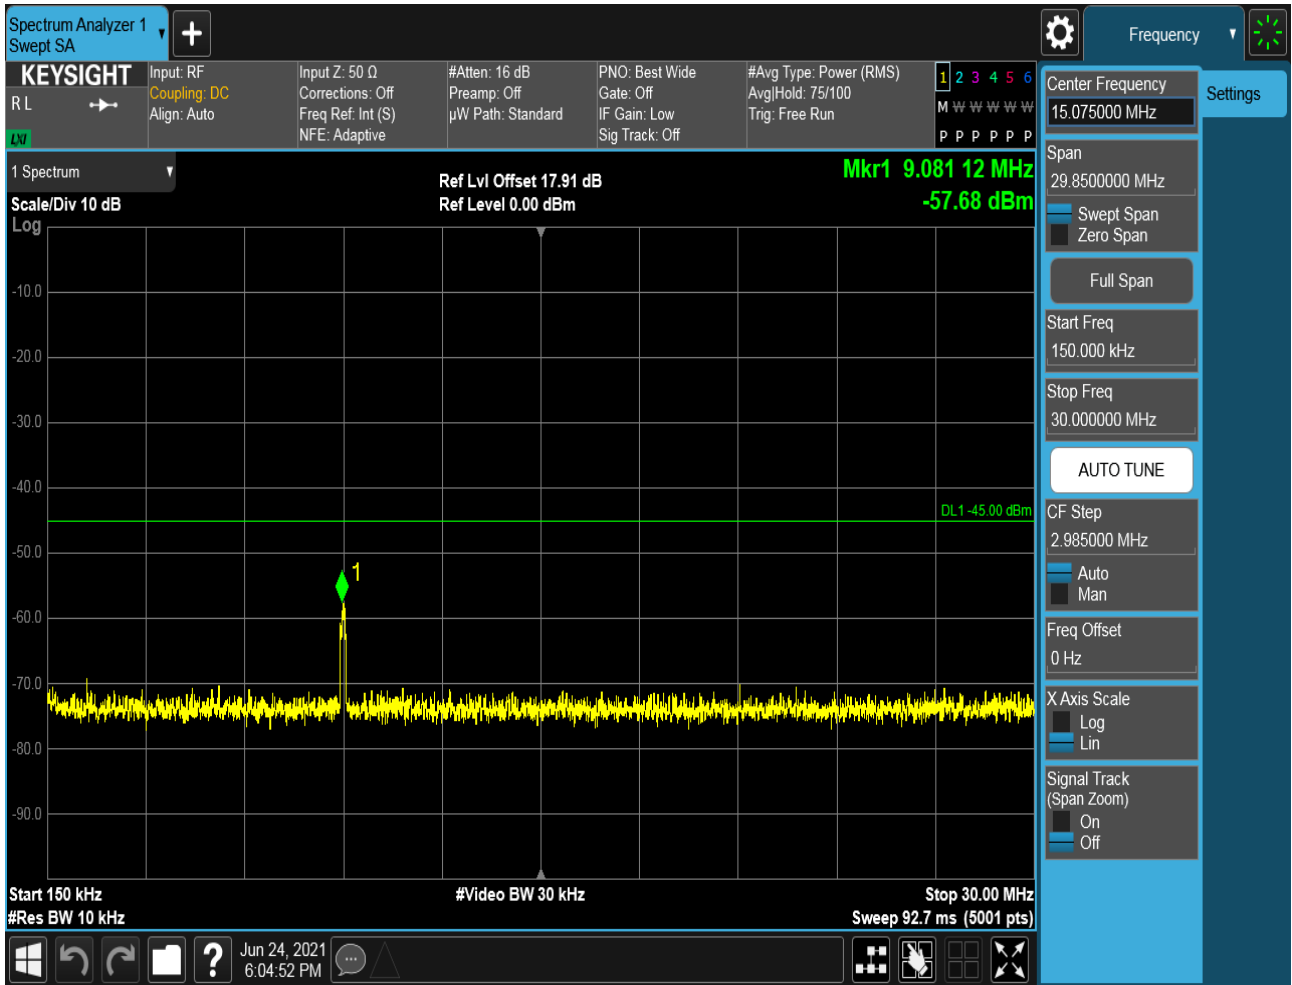 Spectrum Analyzer 1
Swept SA
Frequency
KEYSIGHT
R L
LXI
Input: RF
Coupling: DC
Align: Auto
Input Z: 50 Ω
Corrections: Off
Freq Ref: Int (S)
NFE: Adaptive
#Atten: 16 dB
Preamp: Off
µW Path: Standard
PNO: Best Wide
Gate: Off
IF Gain: Low
Sig Track: Off
#Avg Type: Power (RMS)
Avg|Hold: 75/100
Trig: Free Run
1 2 3 4 5 6
M W W W W W
P P P P P P
1 Spectrum
Scale/Div 10 dB
Log
Ref Lvl Offset 17.91 dB
Ref Level 0.00 dBm
Mkr1 9.081 12 MHz
-57.68 dBm
-10.0
-20.0
-30.0
-40.0
-50.0
-60.0
-70.0
-80.0
-90.0
DL1 -45.00 dBm
1
Start 150 kHz
#Res BW 10 kHz
#Video BW 30 kHz
Stop 30.00 MHz
Sweep 92.7 ms (5001 pts)
Jun 24, 2021
6:04:52 PM
Center Frequency
15.075000 MHz
Span
29.8500000 MHz
Swept Span
Zero Span
Full Span
Start Freq
150.000 kHz
Stop Freq
30.000000 MHz
AUTO TUNE
CF Step
2.985000 MHz
Auto
Man
Freq Offset
0 Hz
X Axis Scale
Log
Lin
Signal Track
(Span Zoom)
On
Off
Settings